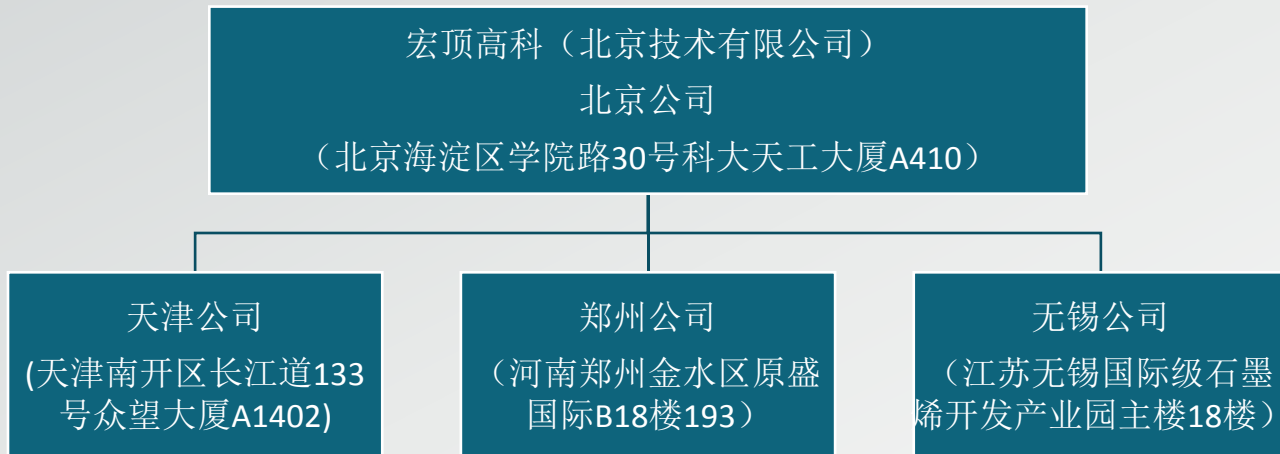 宏顶高科（北京技术有限公司）
北京公司
（北京海淀区学院路30号科大天工大厦A410）
天津公司
(天津南开区长江道133
号众望大厦A1402)
郑州公司
（河南郑州金水区原盛
国际B18楼193）
无锡公司
（江苏无锡国际级石墨
烯开发产业园主楼18楼）